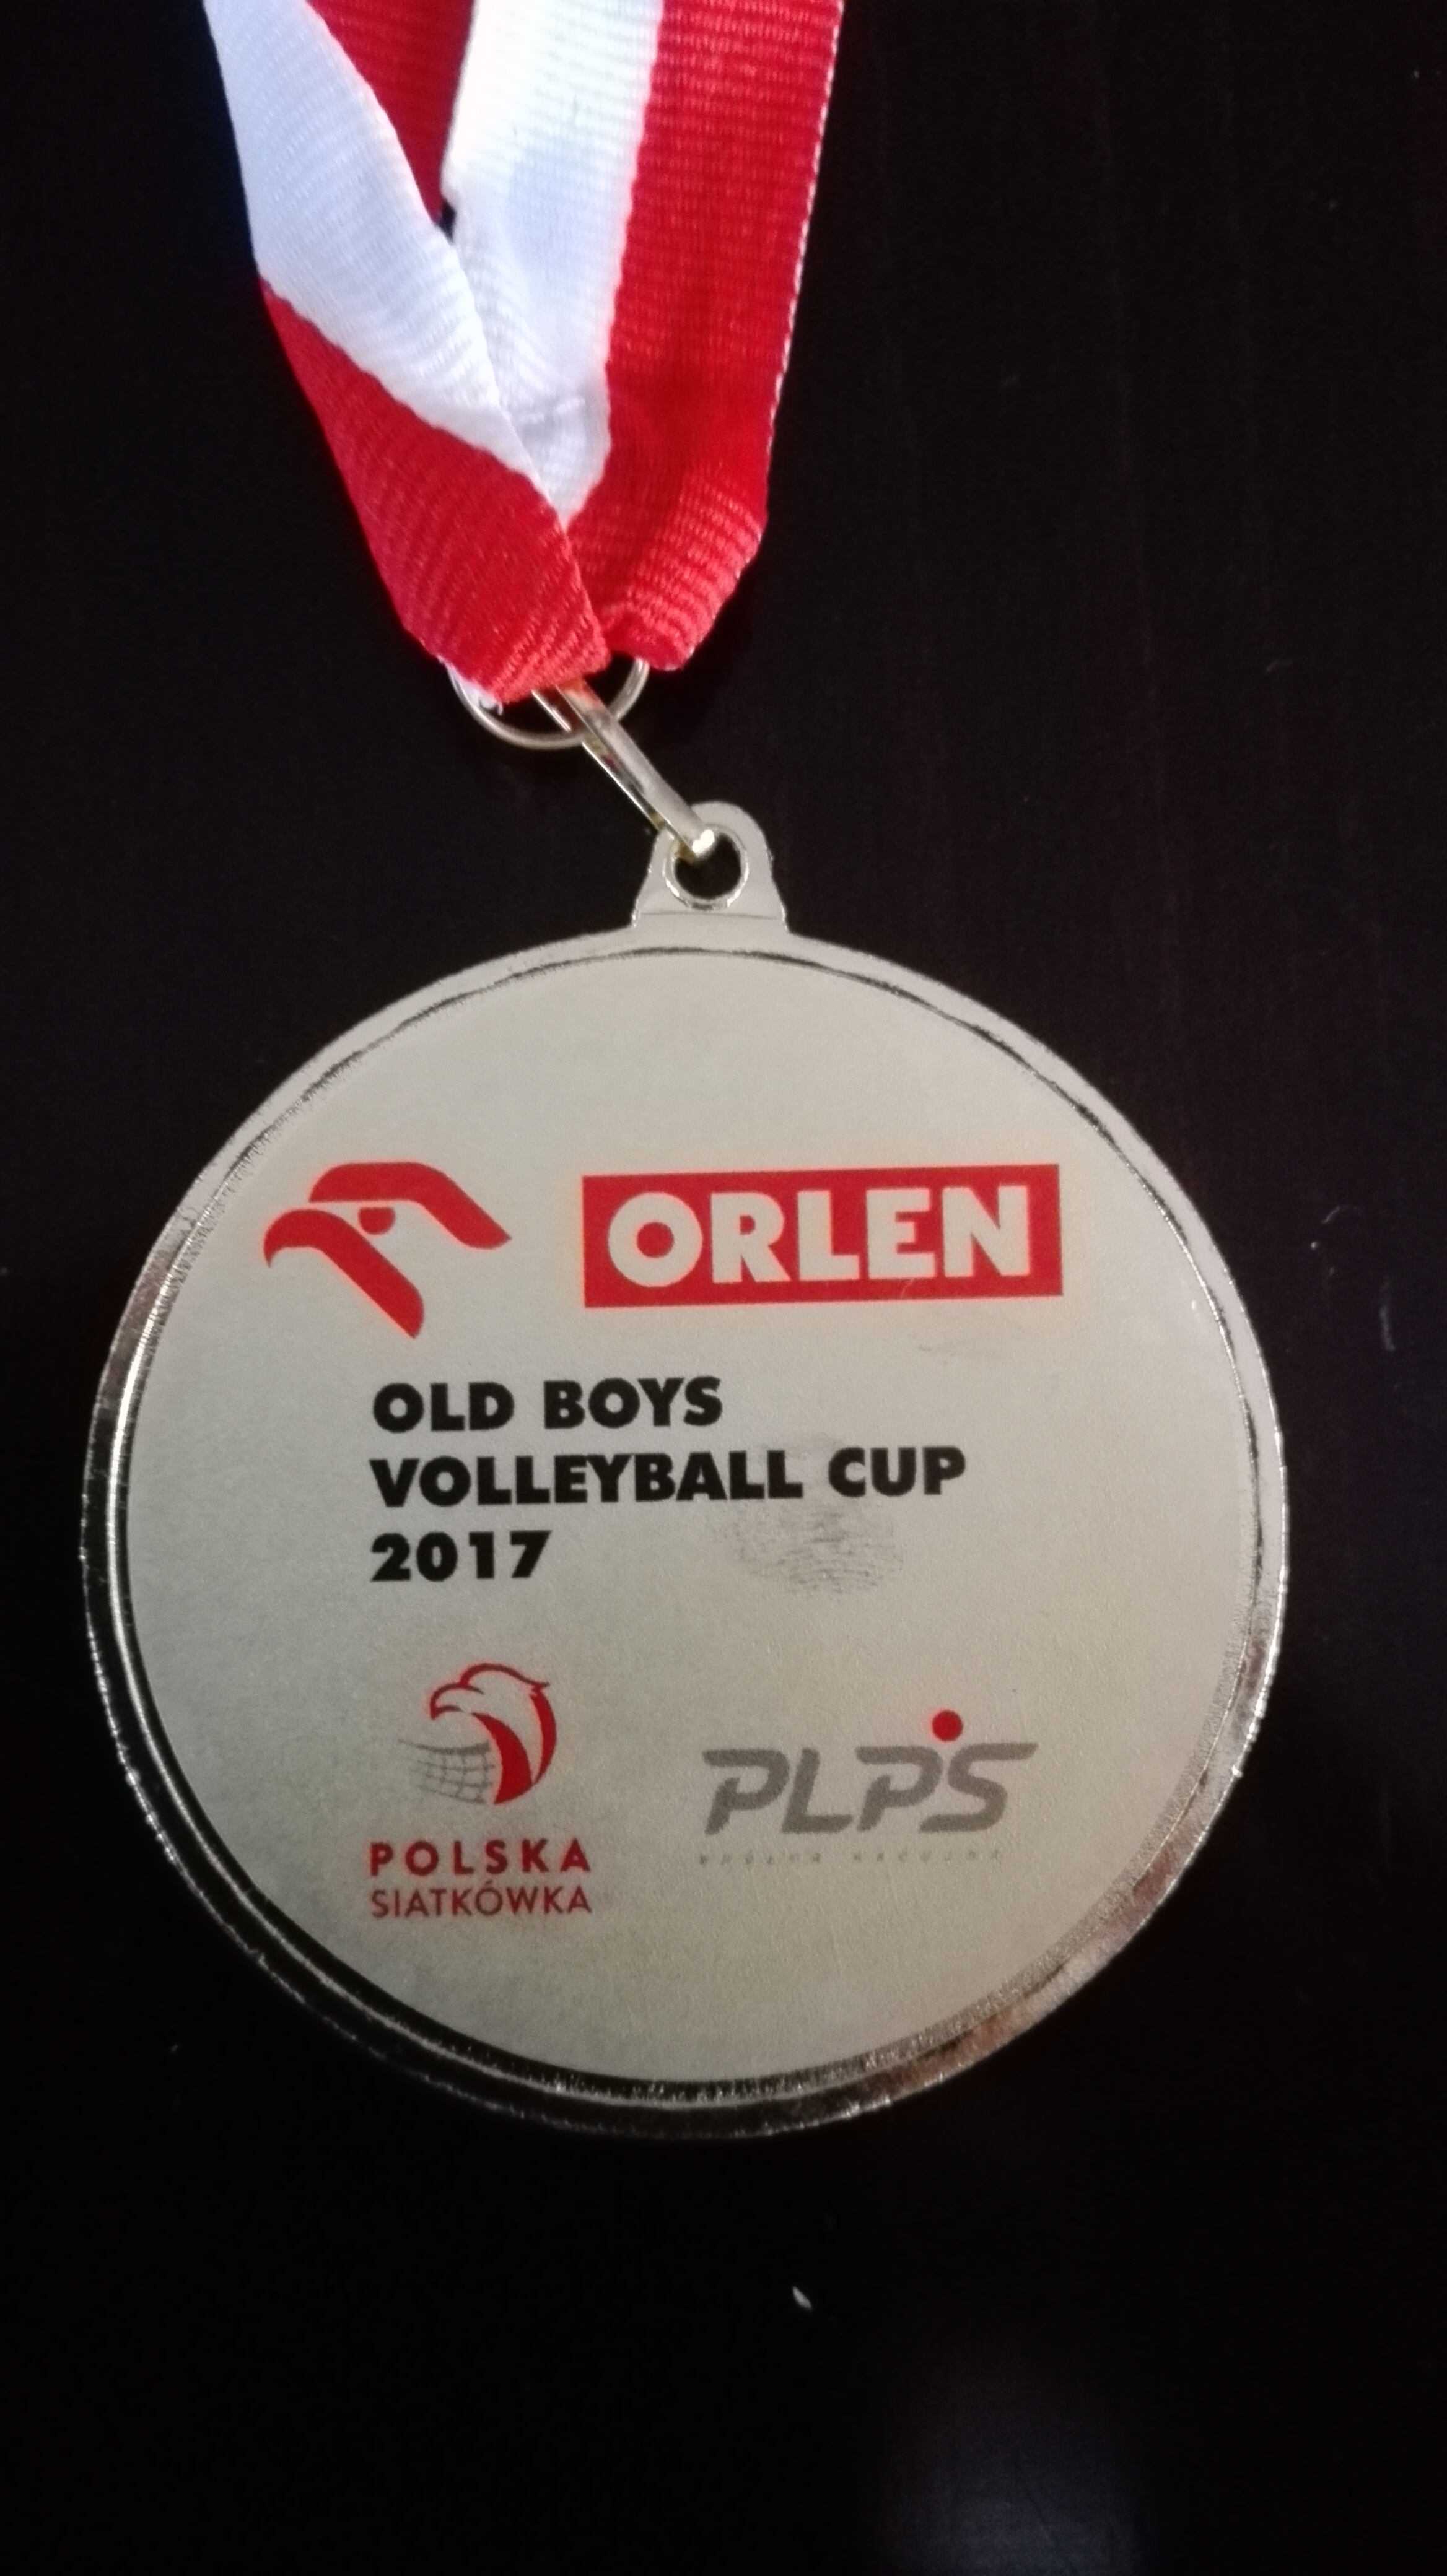 ORLEN
OLD BOYS
VOLLEYBALL CUP
2017
POLSKA
SIATKÓWKA
PLPS